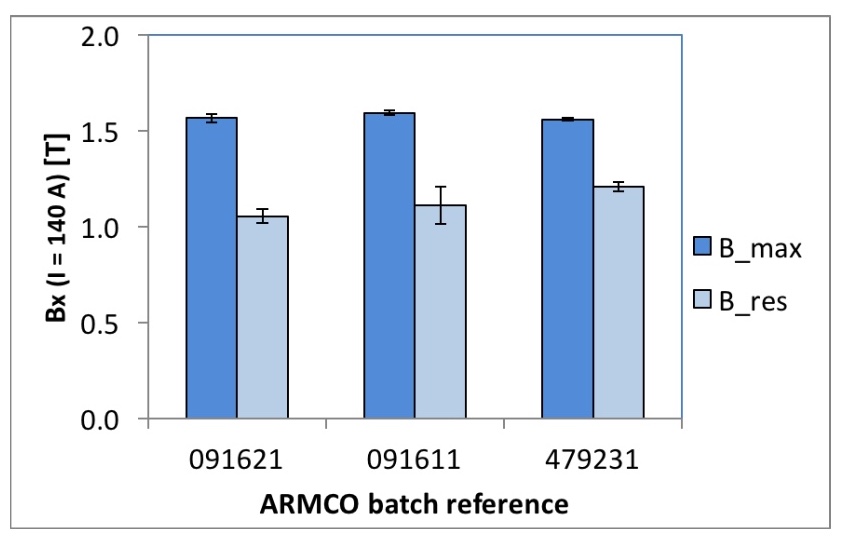 2.0
1.5
1.0
0.5
0.0
Bx (I = 140 A) [T]
091621 091611 479231
ARMCO batch reference
B_max
B_res